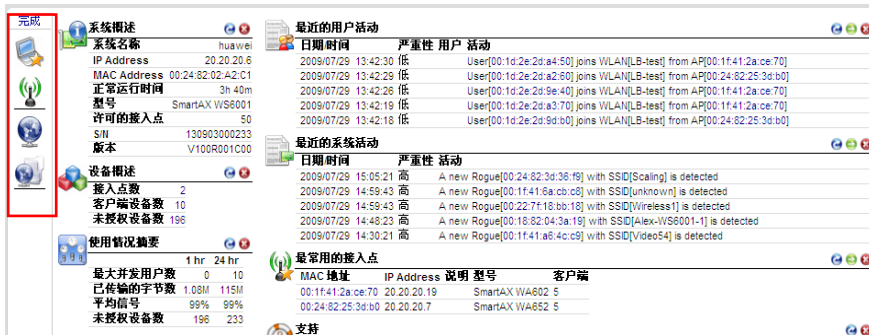 完成
系统概述
系统名称 huawei
IP Address 20.20.20.6
MAC Address 00:24:82:02:A2:C1
正常运行时间 3h 40m
型号 SmartAX WS6001
许可的接入点 50
S/N 130903000233
版本 V100R001C00
设备概述
接入点数 2
客户端设备数 10
未授权设备数 196
使用情况摘要
1 hr 24 hr
最大并发用户数 0 10
已传输的字节数 1.08M 115M
平均信号 99% 99%
未授权设备数 196 233
最近的用户活动
日期/时间 严重性 用户 活动
2009/07/29 13:42:30 低 User[00:1d:2e:2d:a4:50] joins WLAN[LB-test] from AP[00:1f:41:2a:ce:70]
2009/07/29 13:42:29 低 User[00:1d:2e:2d:a2:60] joins WLAN[LB-test] from AP[00:24:82:25:3d:b0]
2009/07/29 13:42:26 低 User[00:1d:2e:2d:9e:40] joins WLAN[LB-test] from AP[00:1f:41:2a:ce:70]
2009/07/29 13:42:19 低 User[00:1d:2e:2d:a3:70] joins WLAN[LB-test] from AP[00:1f:41:2a:ce:70]
2009/07/29 13:42:18 低 User[00:1d:2e:2d:9d:b0] joins WLAN[LB-test] from AP[00:24:82:25:3d:b0]
最近的系统活动
日期/时间 严重性 活动
2009/07/29 15:05:21 高 A new Rogue[00:24:82:3d:36:f9] with SSID[Scaling] is detected
2009/07/29 14:59:43 高 A new Rogue[00:1f:41:6a:cb:c8] with SSID[unknown] is detected
2009/07/29 14:59:43 高 A new Rogue[00:22:7f:18:bb:18] with SSID[Wireless1] is detected
2009/07/29 14:48:23 高 A new Rogue[00:18:82:04:3a:19] with SSID[Alex-WS6001-1] is detected
2009/07/29 14:30:21 高 A new Rogue[00:1f:41:a6:4c:c9] with SSID[Video54] is detected
最常用的接入点
MAC 地址 IP Address 说明 型号 客户端
00:1f:41:2a:ce:70 20.20.20.19 SmartAX WA602 5
00:24:82:25:3d:b0 20.20.20.7 SmartAX WA652 5
支持